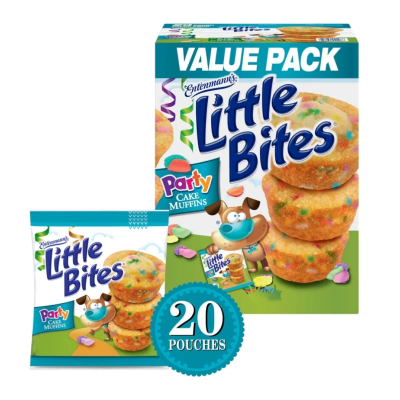 VALUE PACK
Entenmann's
Little
Bites
Party
CAKE
MUFFINS
Entenmann's
Little
Bites
Party
CAKE
MUFFINS
20
POUCHES